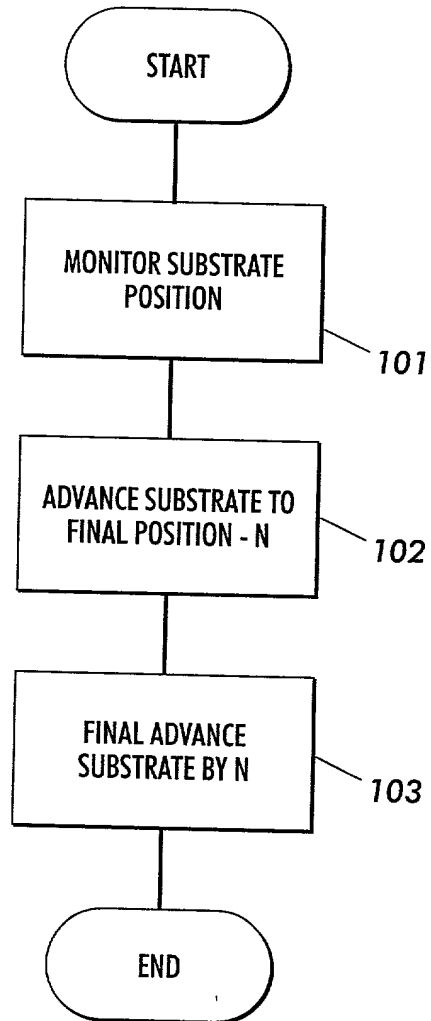 START
MONITOR SUBSTRATE
POSITION
101
ADVANCE SUBSTRATE TO
FINAL POSITION - N
102
FINAL ADVANCE
SUBSTRATE BY N
103
END